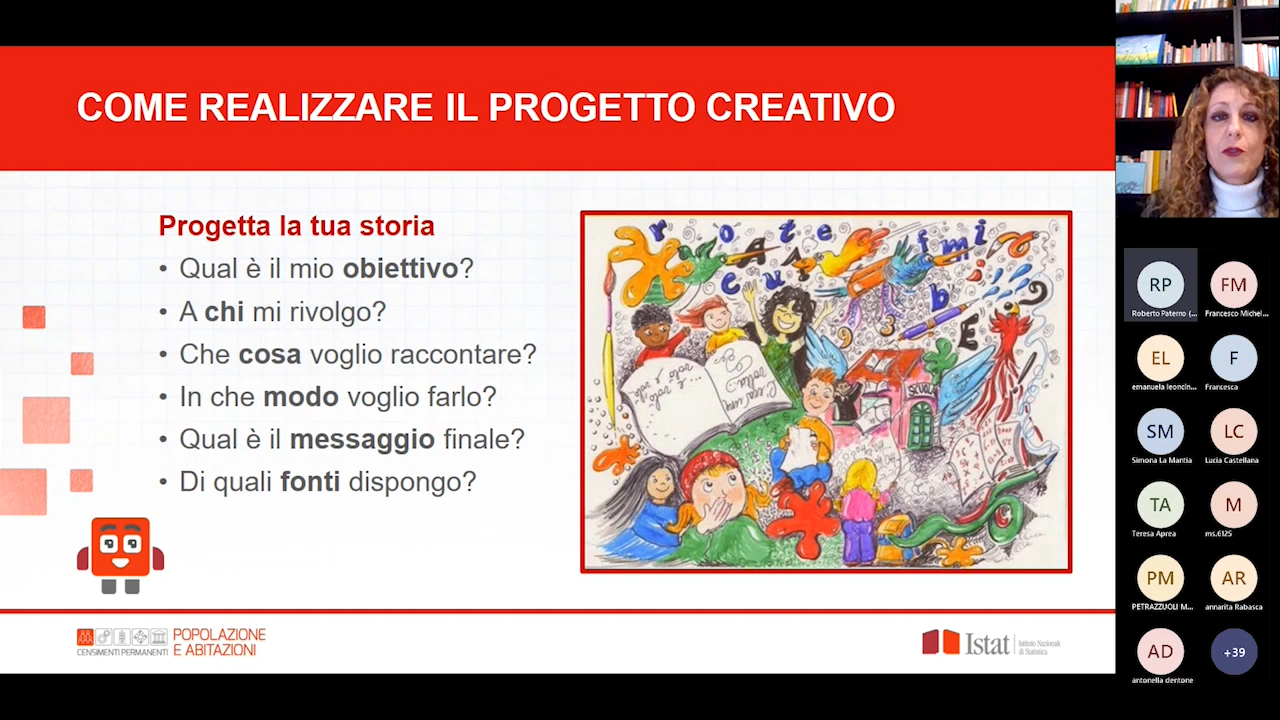 COME REALIZZARE IL PROGETTO CREATIVO
Progetta la tua storia
• Qual è il mio obiettivo?
• A chi mi rivolgo?
• Che cosa voglio raccontare?
• In che modo voglio farlo?
• Qual è il messaggio finale?
• Di quali fonti dispongo?
SCUOLA
CENSIMENTI PERMANENTI
POPOLAZIONE
E ABITAZIONI
Istat
Istituto Nazionale
di Statistica
RP
Roberto Paterno (...
FM
Francesco Michel...
EL
emanuela leoncin...
F
Francesca
SM
Simona La Mantia
LC
Lucia Castellana
TA
Teresa Aprea
M
ms.6125
PM
PETRAZZUOLI M...
AR
annarita Rabasca
AD
antonella dentone
+39